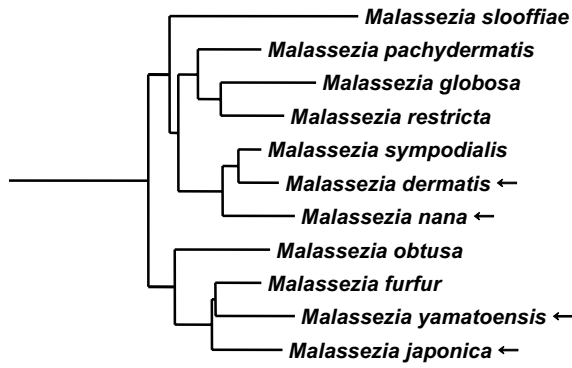 Malassezia slooffiae
Malassezia pachydermatis
Malassezia globosa
Malassezia restricta
Malassezia sympodialis
Malassezia dermatis ←
Malassezia nana ←
Malassezia obtusa
Malassezia furfur
Malassezia yamatoensis ←
Malassezia japonica ←